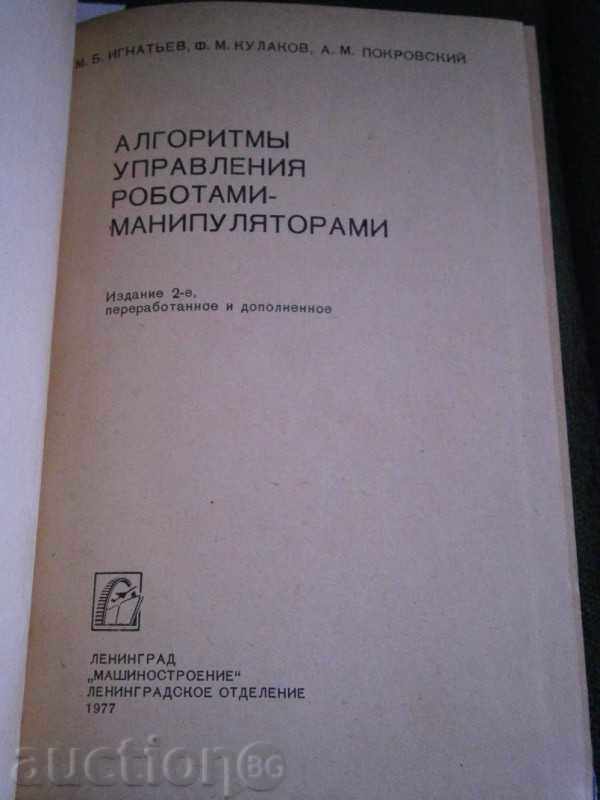 М. Б. ИГНАТЬЕВ, Ф. М. КУЛАКОВ, А. М. ПОКРОВСКИЙ
АЛГОРИТМЫ
УПРАВЛЕНИЯ
РОБОТАМИ-
МАНИПУЛЯТОРАМИ
Издание 2-е,
переработанное и дополненное
ЛЕНИНГРАД
„МАШИНОСТРОЕНИЕ“
ЛЕНИНГРАДСКОЕ ОТДЕЛЕНИЕ
1977
auction BG